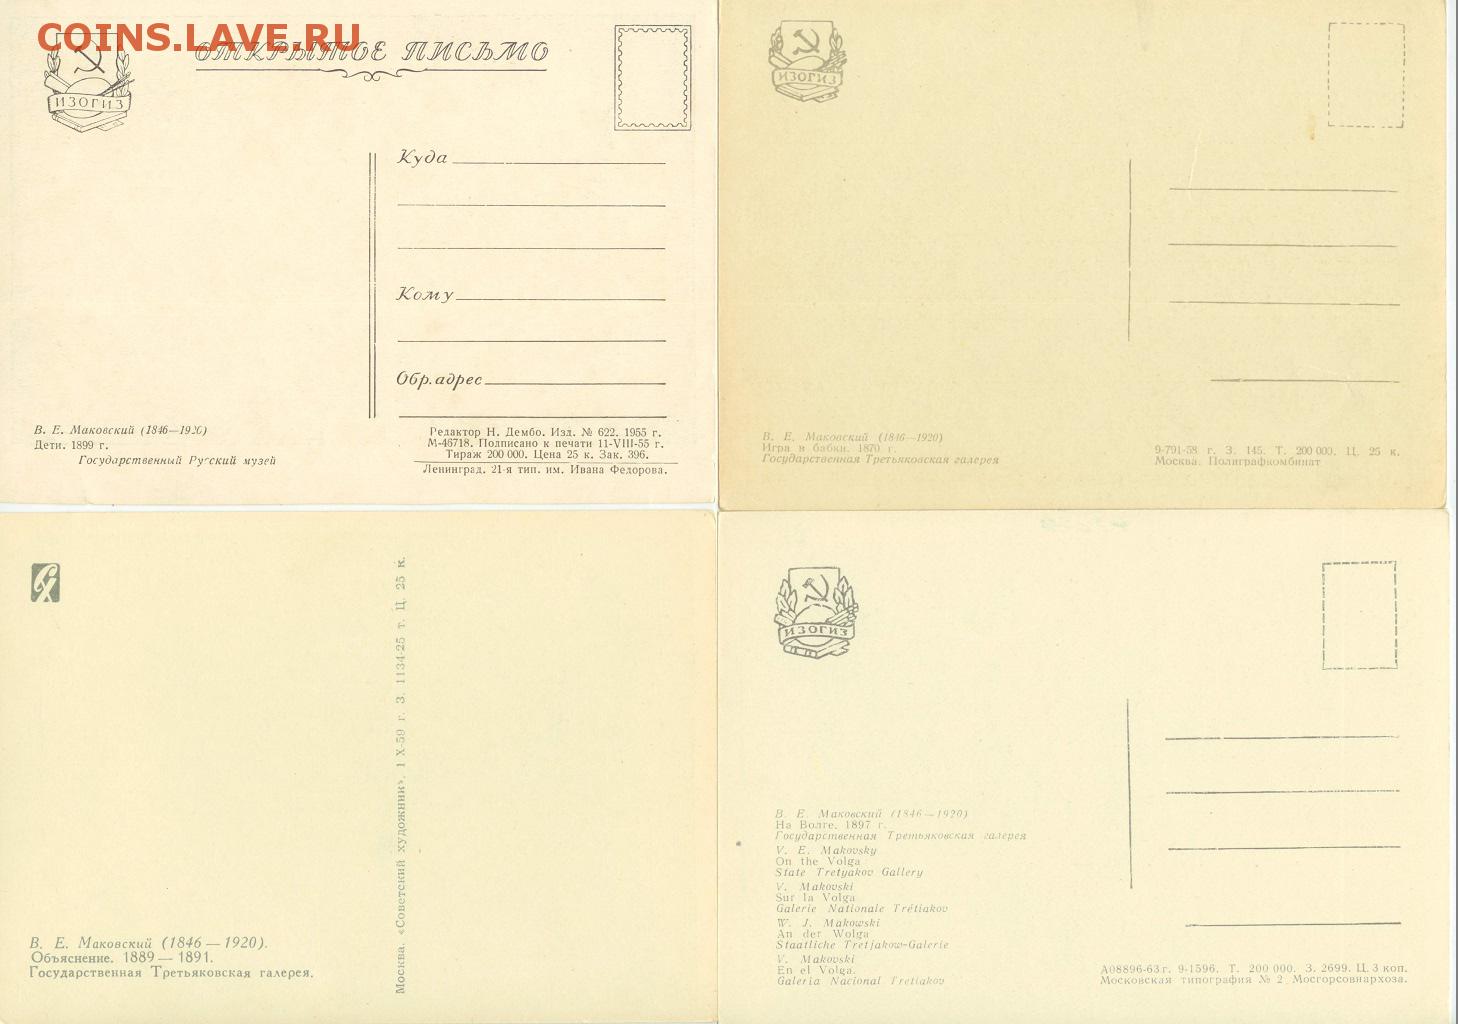 COINS.LAVE.RU
ОТКРЫТОЕ ПИСЬМО
ИЗОГИЗ
Куда
Кому
Обр. адрес
В. Е. Маковский (1846—1920)
Дети. 1899 г.
Государственный Русский музей
Редактор Н. Дембо. Изд. № 622. 1955 г.
М-46718. Подписано к печати 11-VIII-55 г.
Тираж 200 000. Цена 25 к. Зак. 396.
Ленинград. 21-я тип. им. Ивана Федорова.
ИЗОГИЗ
В. Е. Маковский (1846—1920)
Игра в бабки. 1870 г.
Государственная Третьяковская галерея
9-791-58 г. З. 145. Т. 200 000. Ц. 25 к.
Москва. Полиграфкомбинат
Москва. «Советский художник». 1 X-59 г. З. 1134-25 т. Ц. 25 к.
В. Е. Маковский (1846 — 1920).
Объяснение. 1889 — 1891.
Государственная Третьяковская галерея.
ИЗОГИЗ
В. Е. Маковский (1846—1920)
На Волге. 1897 г.
Государственная Третьяковская галерея
V. E. Makovsky
On the Volga
State Tretyakov Gallery
V. Makovski
Sur la Volga
Galerie Nationale Trétiakov
W. J. Makowski
An der Wolga
Staatliche Tretjakow-Galerie
V. Makovski
En el Volga.
Galería Nacional Tretiakov
А08896-63 г. 9-1596. Т. 200 000. З. 2699. Ц. 3 коп.
Московская типография № 2 Мосгорсовнархоза.